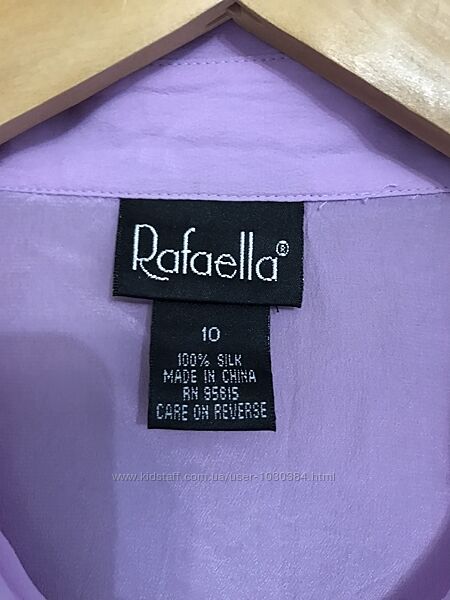 Rafaella®
10
100% SILK
MADE IN CHINA
RN 95615
CARE ON REVERSE
www.kidstaff.com.ua/user-1030384.html